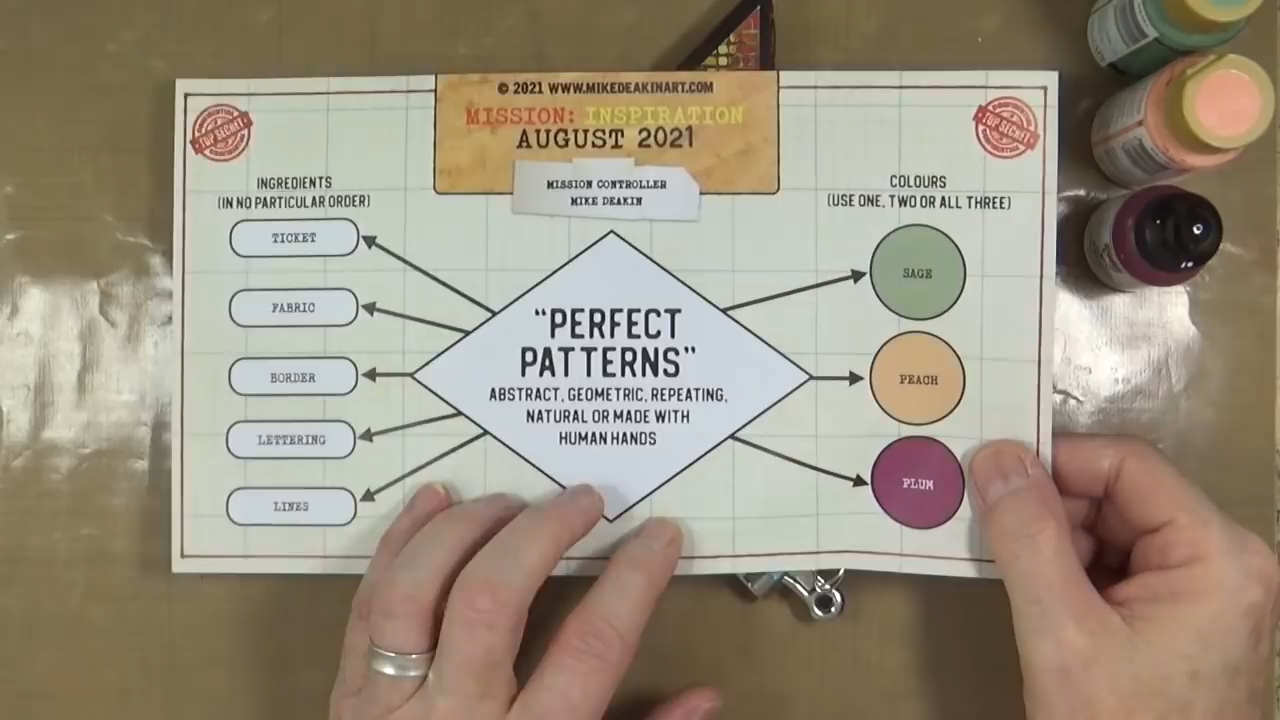 © 2021 WWW.MIKEDEAKINART.COM
MISSION: INSPIRATION
AUGUST 2021
MISSION CONTROLLER
MIKE DEAKIN
TOP SECRET
TOP SECRET
INGREDIENTS
(IN NO PARTICULAR ORDER)
TICKET
FABRIC
BORDER
LETTERING
LINES
“PERFECT
PATTERNS”
ABSTRACT, GEOMETRIC, REPEATING,
NATURAL OR MADE WITH
HUMAN HANDS
COLOURS
(USE ONE, TWO OR ALL THREE)
SAGE
PEACH
PLUM